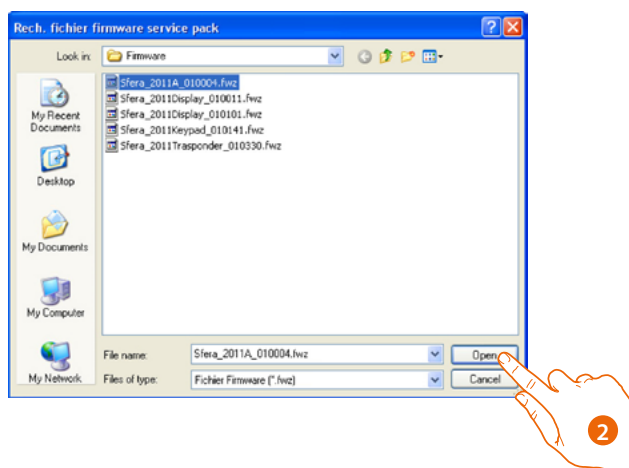 Rech. fichier firmware service pack
Look in:
Firmware
My Recent Documents
Desktop
My Documents
My Computer
My Network
Sfera_2011A_010004.fwz
Sfera_2011Display_010011.fwz
Sfera_2011Display_010101.fwz
Sfera_2011Keypad_010141.fwz
Sfera_2011Trasponder_010330.fwz
File name:
Sfera_2011A_010004.fwz
Open
Files of type:
Fichier Firmware (*.fwz)
Cancel
2